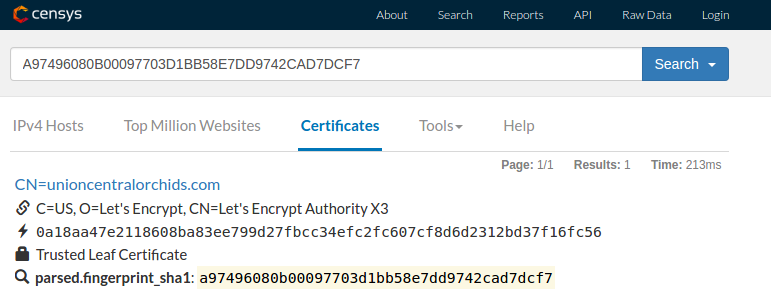 censys About Search Reports API Raw Data Login
A97496080B00097703D1BB58E7DD9742CAD7DCF7 Search
IPv4 Hosts Top Million Websites Certificates Tools Help
Page: 1/1 Results: 1 Time: 213ms
CN=unioncentralorchids.com
C=US, O=Let's Encrypt, CN=Let's Encrypt Authority X3
0a18aa47e2118608ba83ee799d27fbcc34efc2fc607cf8d6d2312bd37f16fc56
Trusted Leaf Certificate
parsed.fingerprint_sha1: a97496080b00097703d1bb58e7dd9742cad7dcf7